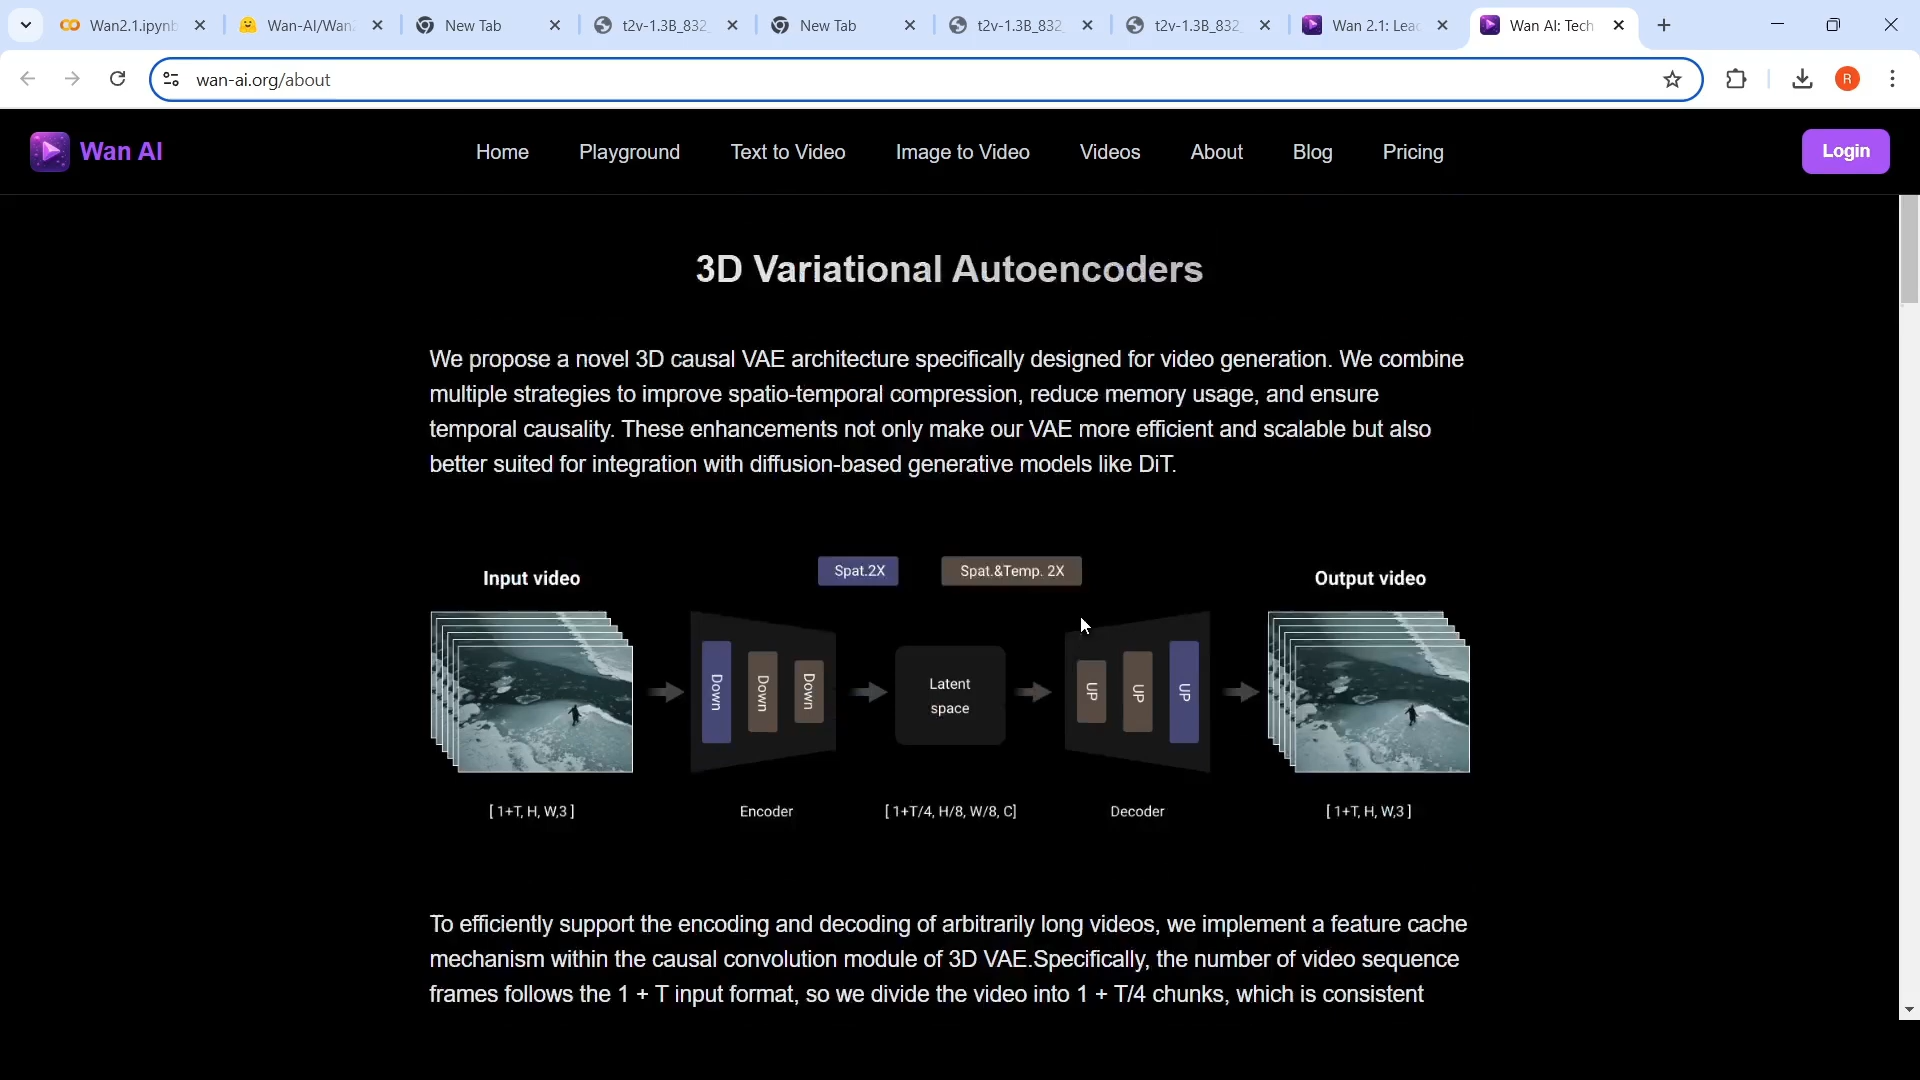 Wan2.1.ipynb
Wan-AI/Wan2
New Tab
t2v-1.3B_832_
New Tab
t2v-1.3B_832_
t2v-1.3B_832_
Wan 2.1: Lead
Wan AI: Tech
wan-ai.org/about
R
Wan AI
Home
Playground
Text to Video
Image to Video
Videos
About
Blog
Pricing
Login
3D Variational Autoencoders
We propose a novel 3D causal VAE architecture specifically designed for video generation. We combine
multiple strategies to improve spatio-temporal compression, reduce memory usage, and ensure
temporal causality. These enhancements not only make our VAE more efficient and scalable but also
better suited for integration with diffusion-based generative models like DiT.
Spat.2X
Spat.&Temp. 2X
Input video
Output video
Down
Down
Down
Latent
space
UP
UP
UP
[ 1+T, H, W,3 ]
Encoder
[ 1+T/4, H/8, W/8, C]
Decoder
[ 1+T, H, W,3 ]
To efficiently support the encoding and decoding of arbitrarily long videos, we implement a feature cache
mechanism within the causal convolution module of 3D VAE.Specifically, the number of video sequence
frames follows the 1 + T input format, so we divide the video into 1 + T/4 chunks, which is consistent